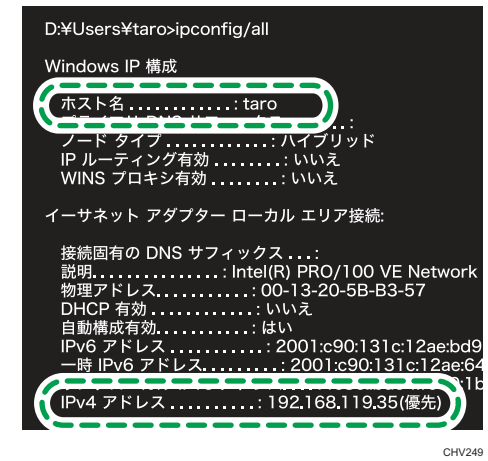 D:¥Users¥taro>ipconfig/all
Windows IP 構成
ホスト名 ............: taro
ノード タイプ ............: ハイブリッド
IP ルーティング有効 ........: いいえ
WINS プロキシ有効 ........: いいえ
イーサネット アダプター ローカル エリア接続:
接続固有の DNS サフィックス ...:
説明...............: Intel(R) PRO/100 VE Network
物理アドレス............: 00-13-20-5B-B3-57
DHCP 有効 ............: いいえ
自動構成有効............: はい
IPv6 アドレス ...........: 2001:c90:131c:12ae:bd9
一時 IPv6 アドレス.........: 2001:c90:131c:12ae:64
IPv4 アドレス ..........: 192.168.119.35(優先)
CHV249